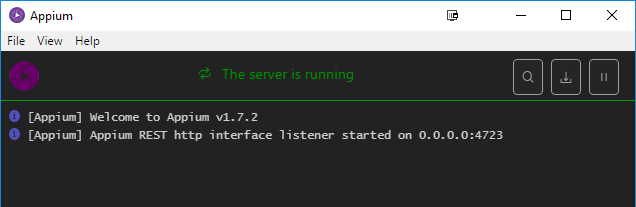 Appium
File View Help
The server is running
[Appium] Welcome to Appium v1.7.2
[Appium] Appium REST http interface listener started on 0.0.0.0:4723